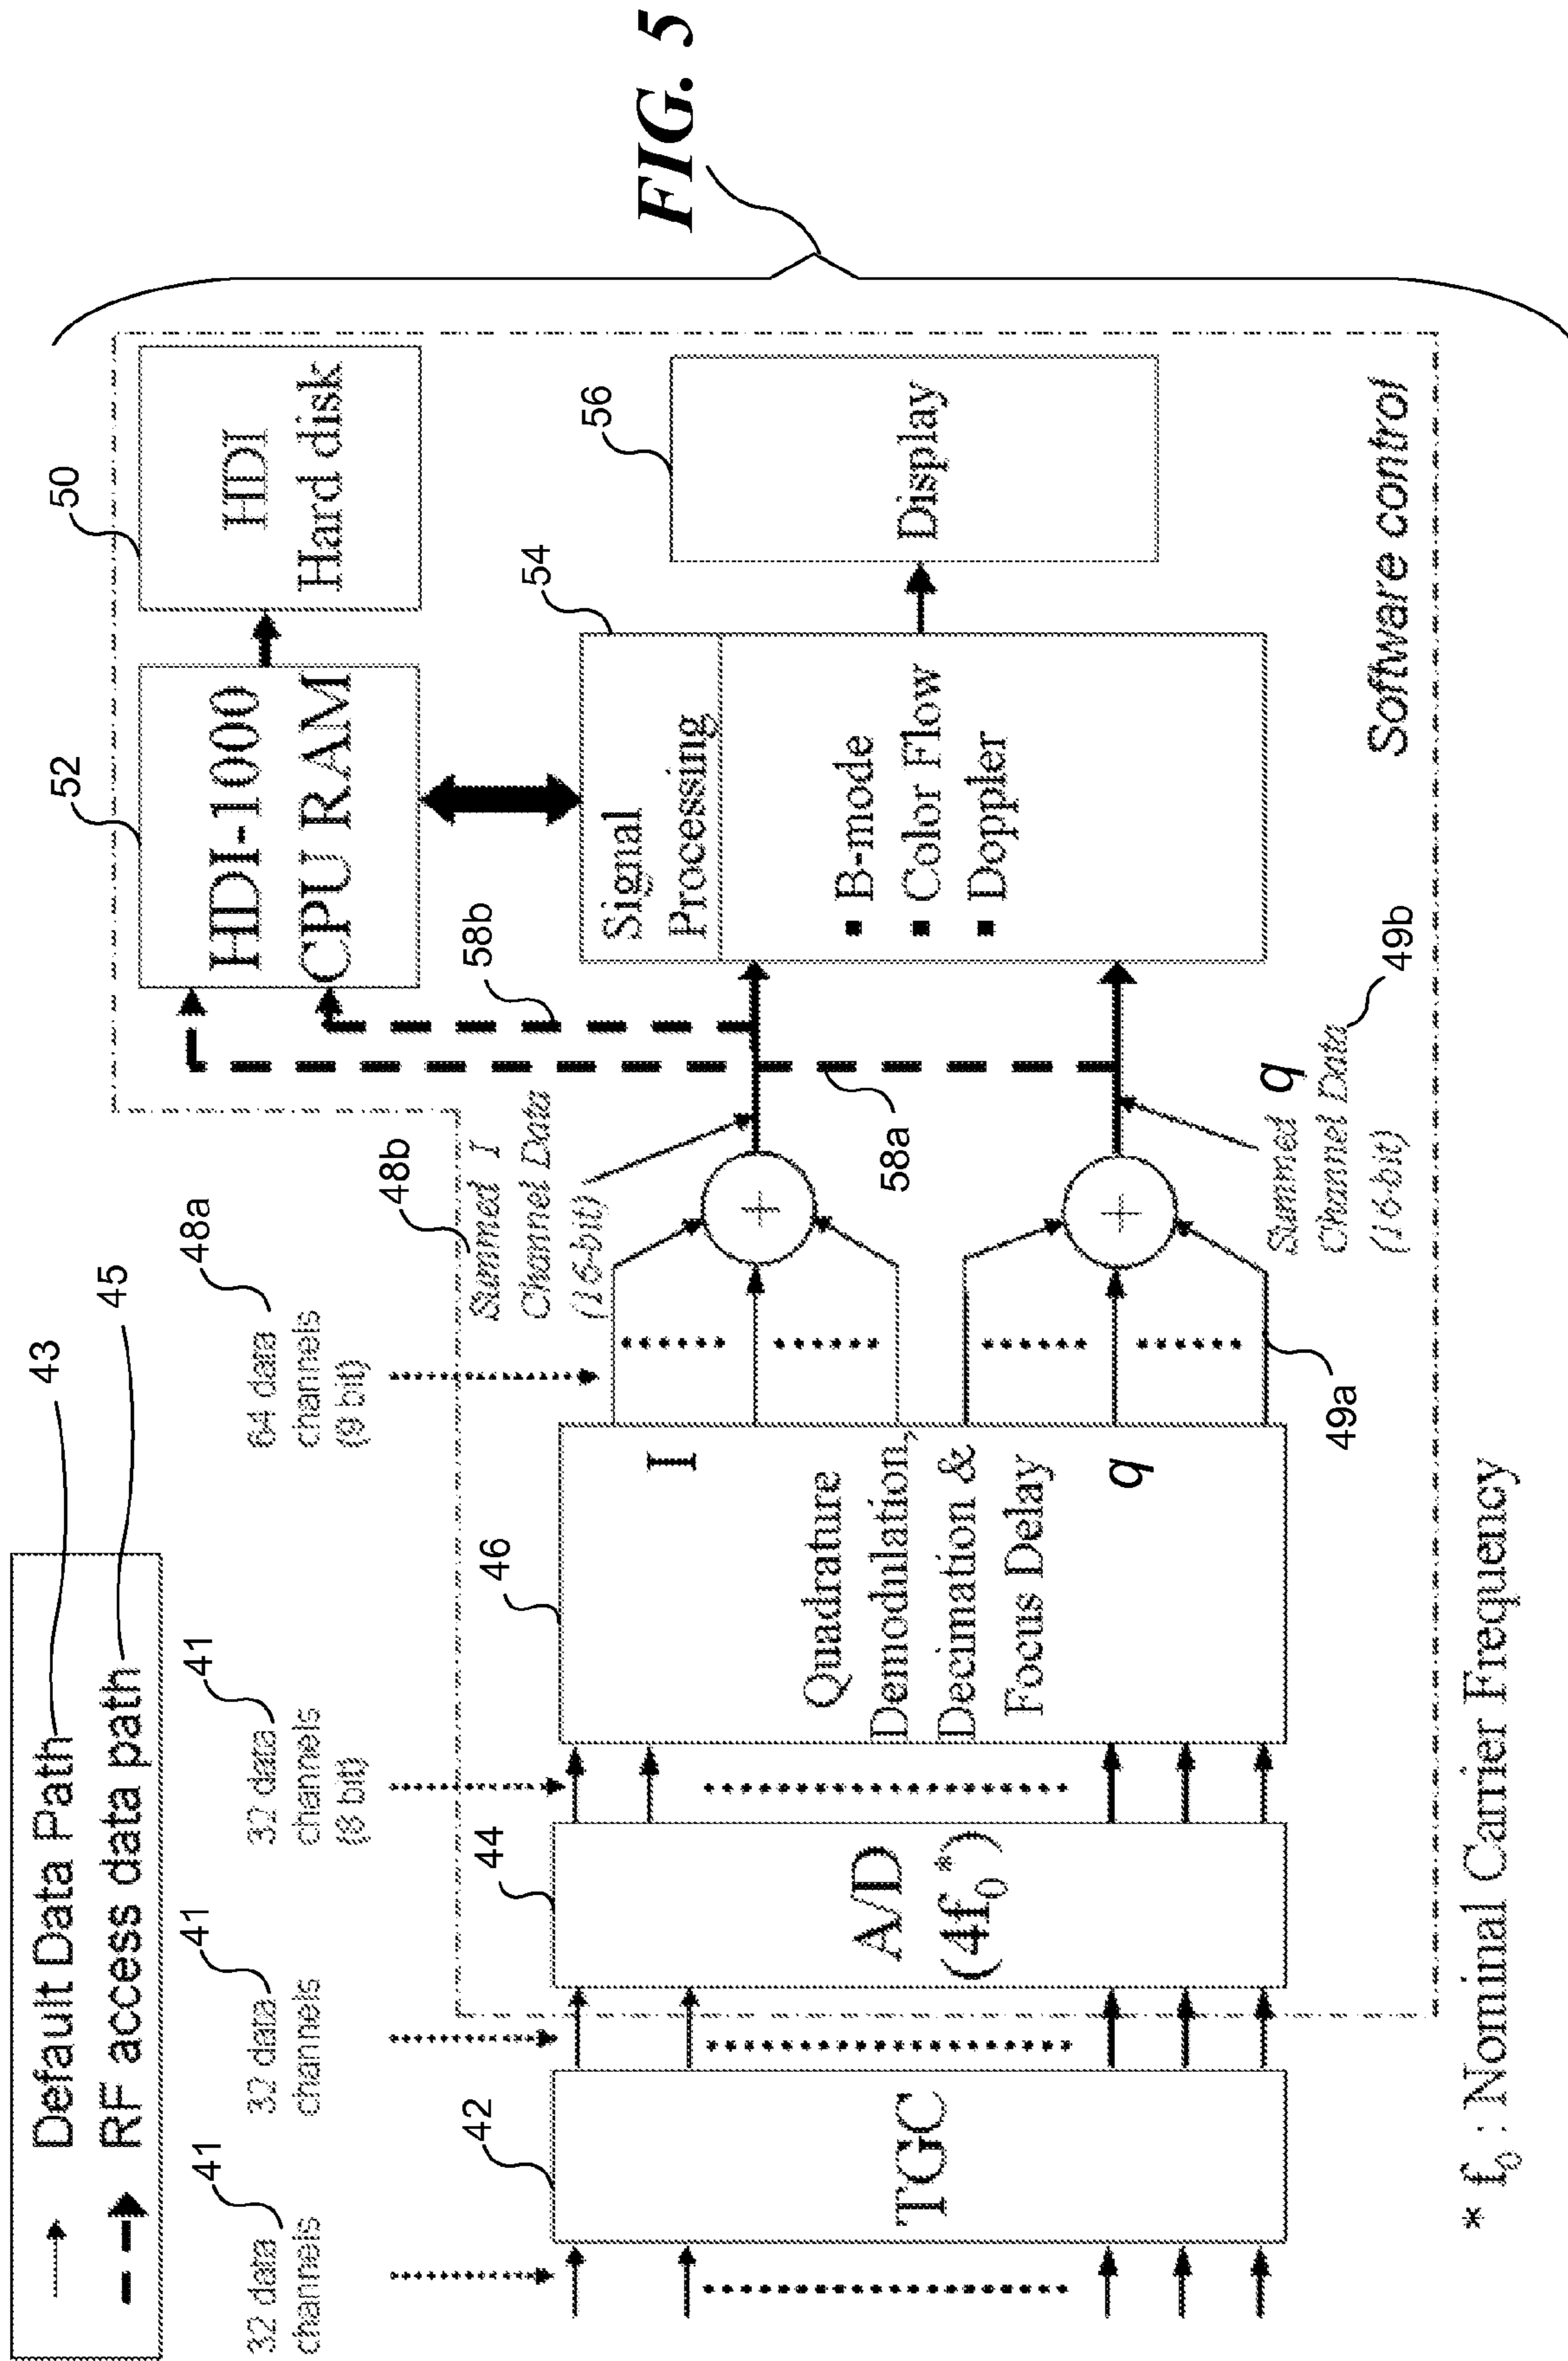 Default Data Path 43
RF access data path 45
32 data
channels
41
32 data
channels
41
32 data
channels
(8 bit)
41
64 data
channels
(9 bit)
48a
42
TGC
44
A/D
(4f₀*)
46
I
Quadrature
Demodulation,
Decimation &
Focus Delay
q
49a
48b
Summed I
Channel Data
(16-bit)
58a
58b
Summed q
Channel Data
(16-bit)
49b
52
HDI-1000
CPU RAM
50
HDI
Hard disk
54
Signal
Processing
▪ B-mode
▪ Color Flow
▪ Doppler
56
Display
Software control
* f₀ : Nominal Carrier Frequency
FIG. 5
+
+